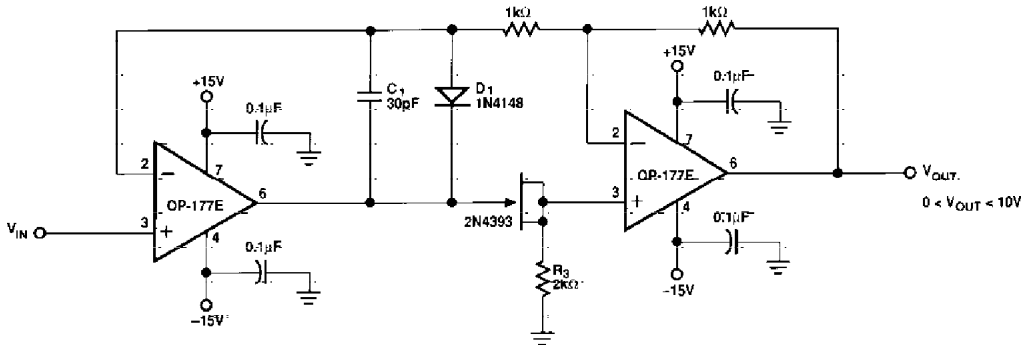 1kΩ
1kΩ
+15V
0.1µF
C1
30pF
D1
1N4148
+15V
0.1µF
2
7
OP-177E
6
3
4
VIN
0.1µF
-15V
2N4393
R3
2kΩ
2
7
OP-177E
6
3
4
VOUT
0 < VOUT < 10V
0.1µF
-15V